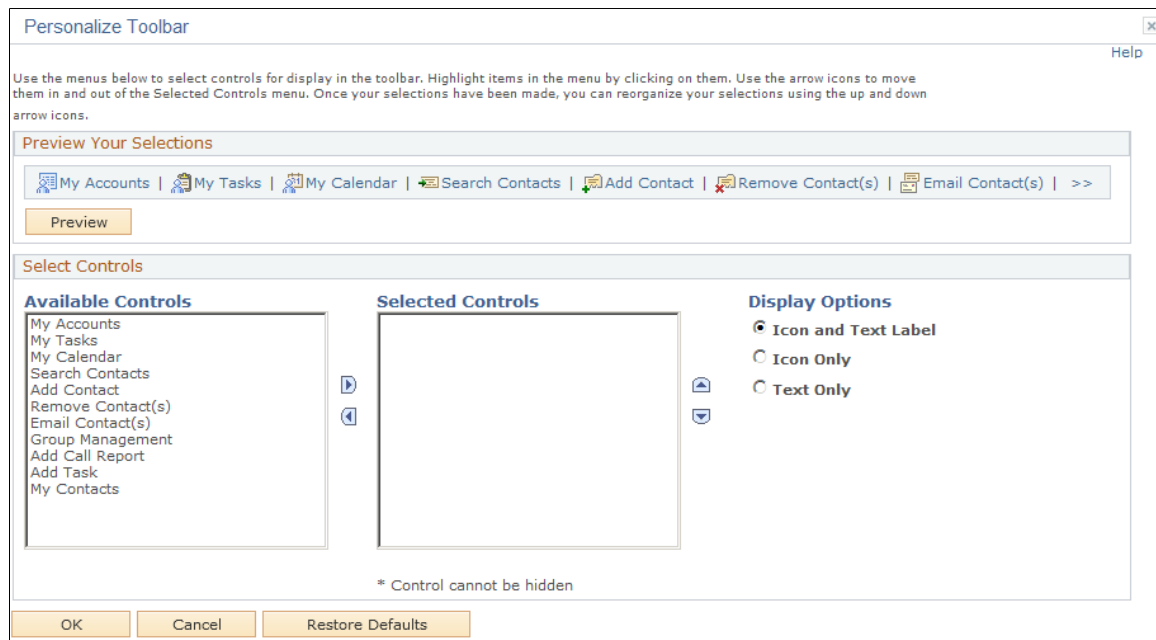 Personalize Toolbar
Help
Use the menus below to select controls for display in the toolbar. Highlight items in the menu by clicking on them. Use the arrow icons to move
them in and out of the Selected Controls menu. Once your selections have been made, you can reorganize your selections using the up and down
arrow icons.
Preview Your Selections
My Accounts | My Tasks | My Calendar | Search Contacts | Add Contact | Remove Contact(s) | Email Contact(s) | >>
Preview
Select Controls
Available Controls
My Accounts
My Tasks
My Calendar
Search Contacts
Add Contact
Remove Contact(s)
Email Contact(s)
Group Management
Add Call Report
Add Task
My Contacts
Selected Controls
* Control cannot be hidden
Display Options
Icon and Text Label
Icon Only
Text Only
OK
Cancel
Restore Defaults